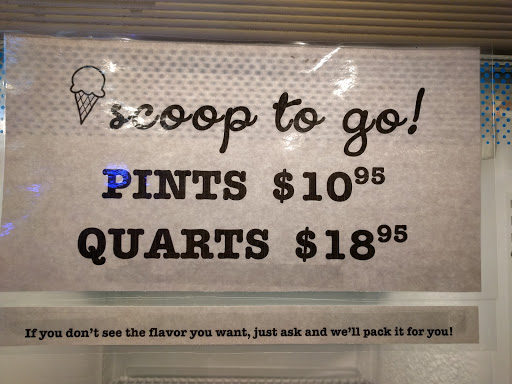 scoop to go!
PINTS $10⁹⁵
QUARTS $18⁹⁵
If you don't see the flavor you want, just ask and we'll pack it for you!